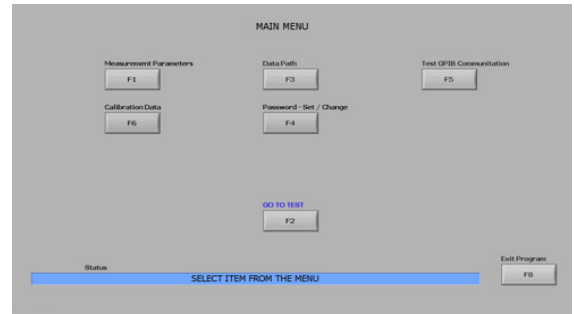 MAIN MENU
Measurement Parameters
F1
Data Path
F3
Test GPIB Communitation
F5
Calibration Data
F6
Password - Set / Change
F4
GO TO TEST
F2
Exit Program
F8
Status
SELECT ITEM FROM THE MENU